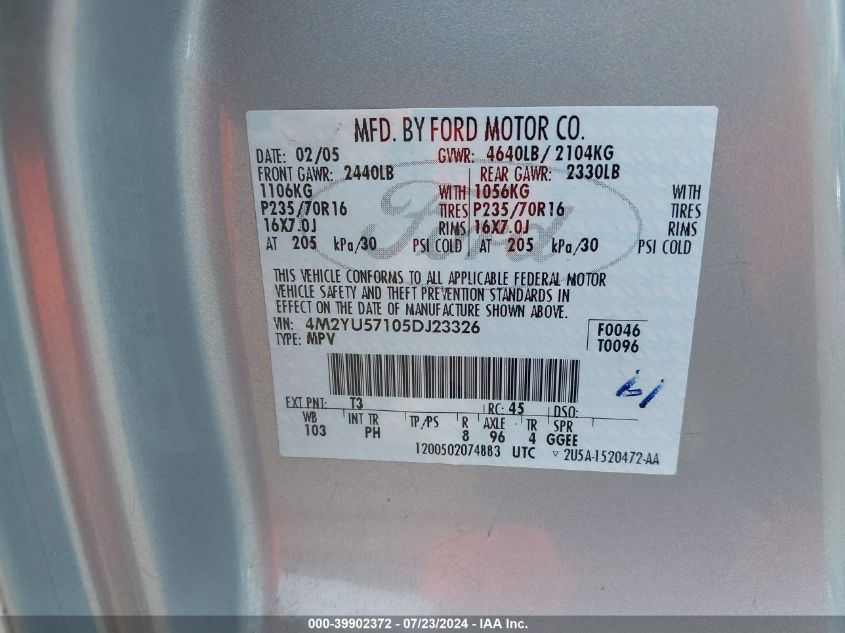 MFD. BY FORD MOTOR CO.
DATE: 02/05 GVWR: 4640LB/ 2104KG
FRONT GAWR: 2440LB REAR GAWR: 2330LB
1106KG WITH 1056KG WITH
P235/70R16 TIRES P235/70R16 TIRES
16X7.0J RIMS 16X7.0J RIMS
AT 205 kPa/30 PSI COLD AT 205 kPa/30 PSI COLD
Ford
THIS VEHICLE CONFORMS TO ALL APPLICABLE FEDERAL MOTOR
VEHICLE SAFETY AND THEFT PREVENTION STANDARDS IN
EFFECT ON THE DATE OF MANUFACTURE SHOWN ABOVE.
VIN: 4M2YU57105DJ23326 F0046
TYPE: MPV T0096
EXT PNT: T3 RC: 45 DSO:
WB INT TR TP/PS R AXLE TR SPR
103 PH 8 96 4 GGEE
1200502074883 UTC ▽ 2U5A-1520472-AA
000-39902372 - 07/23/2024 - IAA Inc.